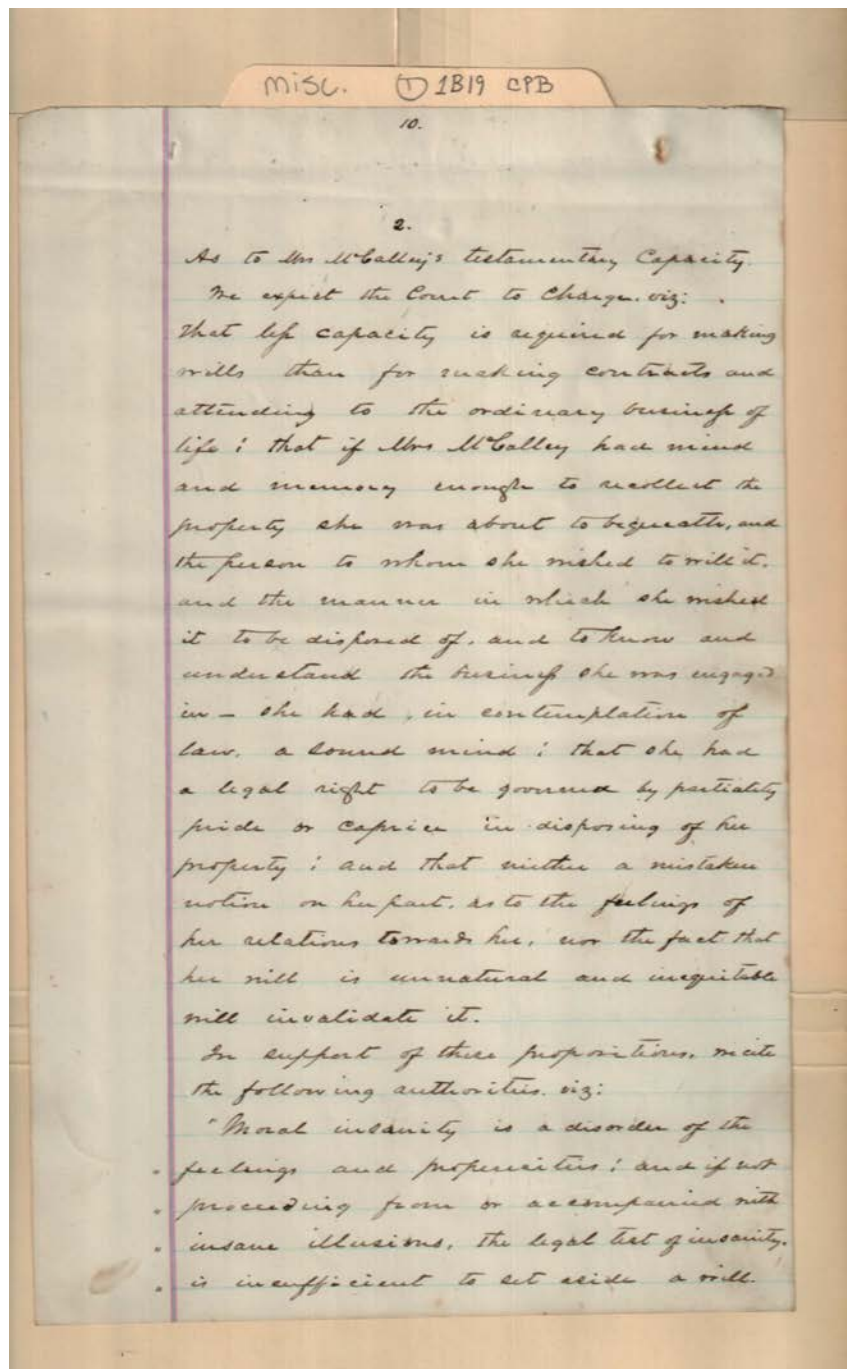 misc. ① 1B19 CPB
10.
2.
As to Mrs McCalley's testamentary Capacity.
We expect the Court to Charge. viz:
That less capacity is required for making
wills than for making contracts and
attending to the ordinary business of
life; that if Mrs McCalley had mind
and memory enough to recollect the
property she was about to bequeath, and
the person to whom she wished to will it,
and the manner in which she wished
it to be disposed of, and to know and
understand the business she was engaged
in – she had, in contemplation of
law, a sound mind; that she had
a legal right to be governed by partiality
pride or caprice in disposing of her
property; and that neither a mistaken
notion on her part, as to the feelings of
her relations towards her, nor the fact that
her will is unnatural and inequitable
will invalidate it.
In support of these propositions, we cite
the following authorities. viz:
"Moral insanity is a disorder of the
feelings and propensities; and if not
proceeding from or accompanied with
insane illusions, the legal test of insanity,
is insufficient to set aside a will.